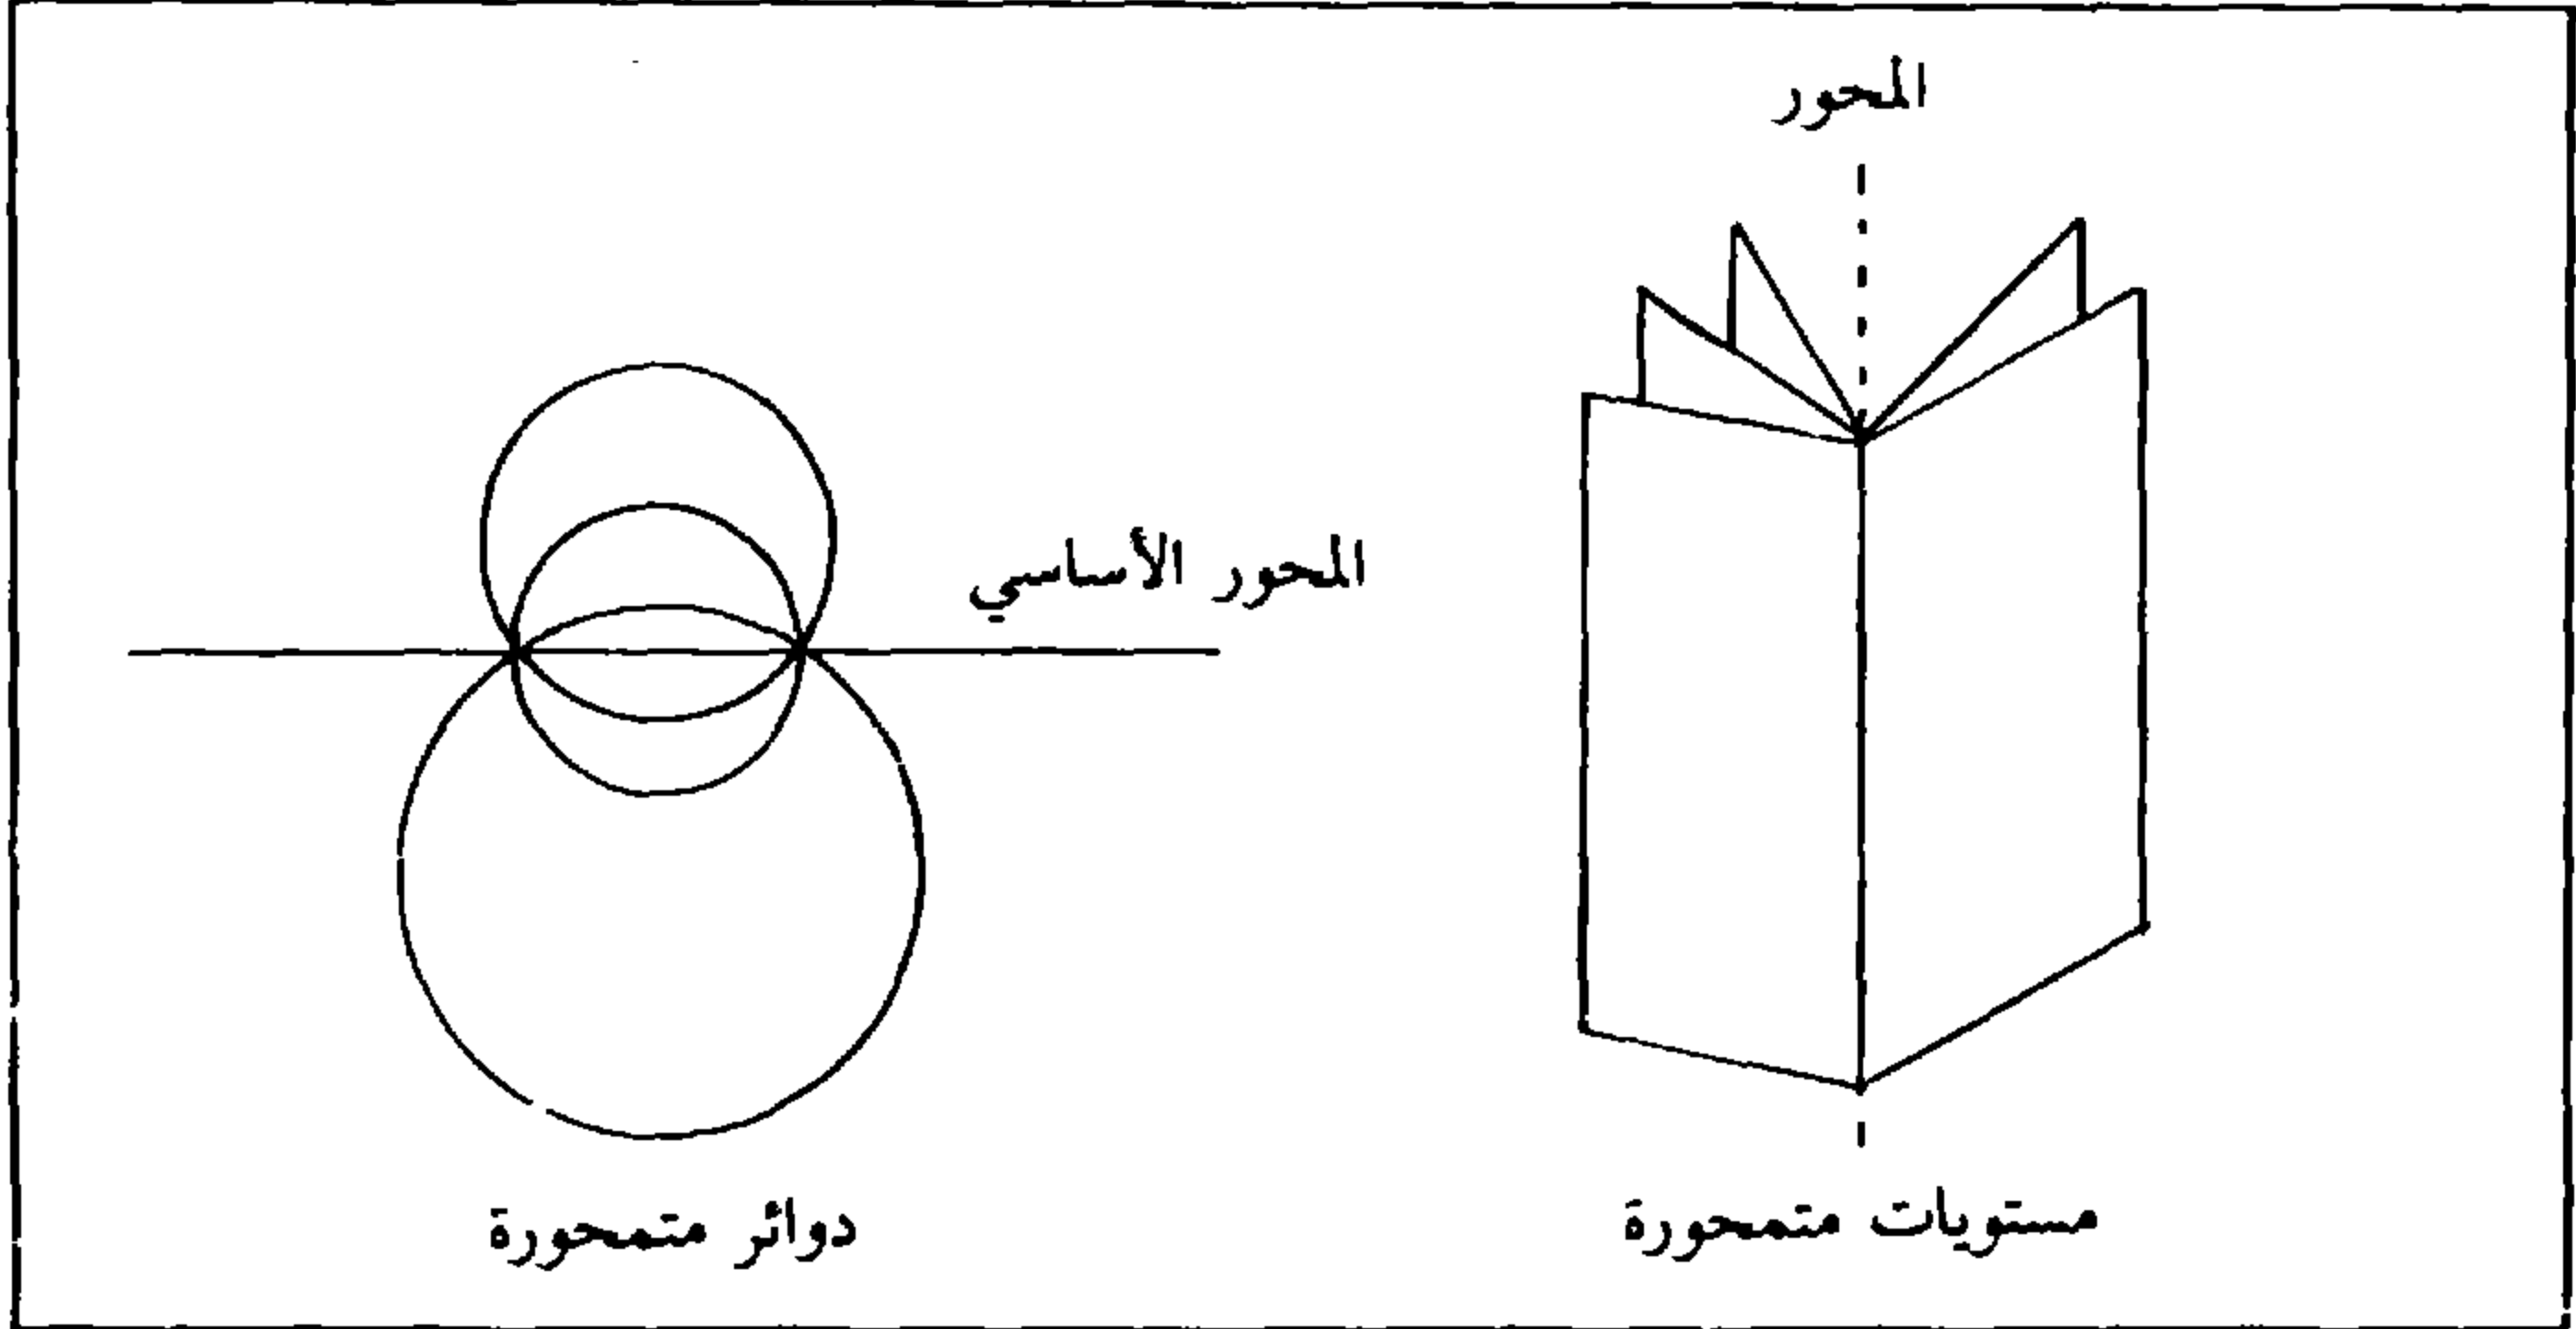 المحور
المحور الأساسي
مستويات متمحورة
دوائر متمحورة